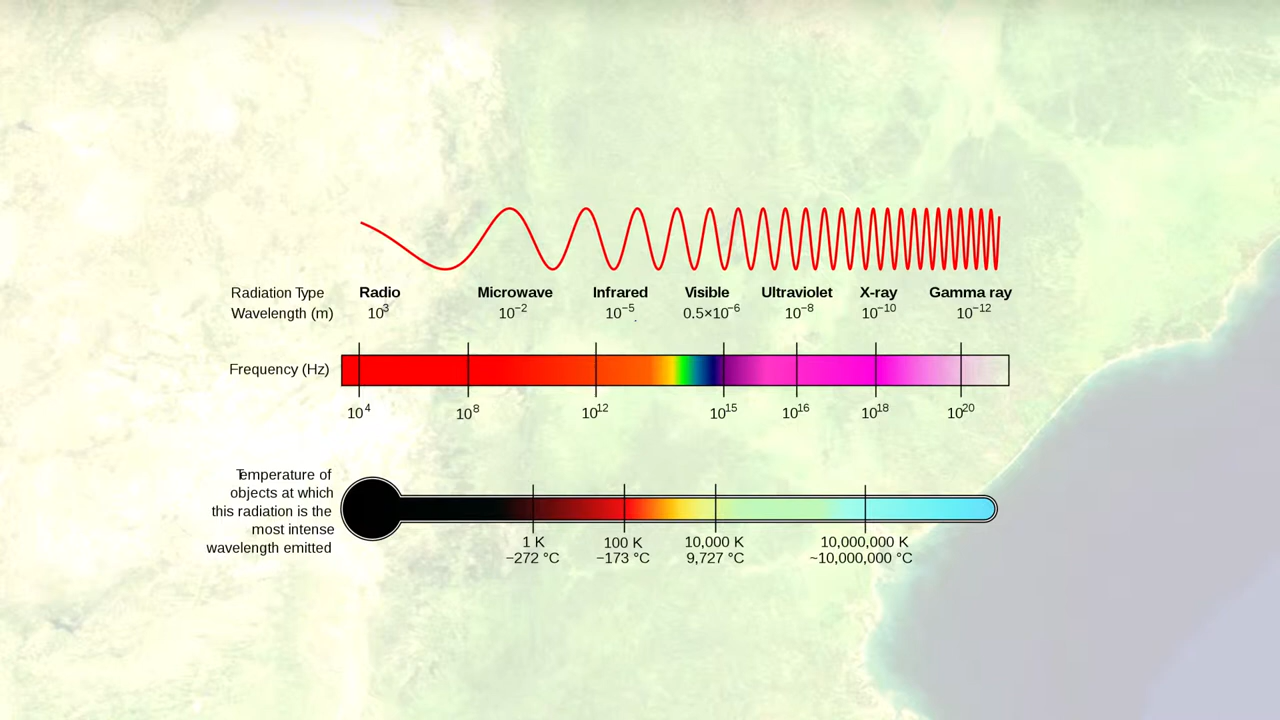 Radiation Type Radio Microwave Infrared Visible Ultraviolet X-ray Gamma ray
Wavelength (m) 10³ 10⁻² 10⁻⁵ 0.5×10⁻⁶ 10⁻⁸ 10⁻¹⁰ 10⁻¹²
Frequency (Hz)
10⁴ 10⁸ 10¹² 10¹⁵ 10¹⁶ 10¹⁸ 10²⁰
Temperature of
objects at which
this radiation is the
most intense
wavelength emitted
1 K 100 K 10,000 K 10,000,000 K
−272 °C −173 °C 9,727 °C ~10,000,000 °C